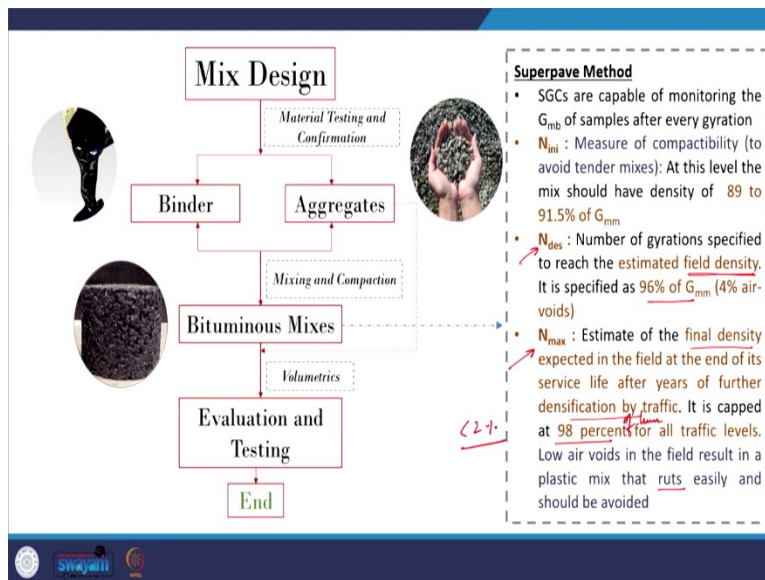 Mix Design
Material Testing and
Confirmation
Binder
Aggregates
Mixing and Compaction
Bituminous Mixes
Volumetrics
Evaluation and
Testing
End
Superpave Method
• SGCs are capable of monitoring the
Gmb of samples after every gyration
• Nini : Measure of compactibility (to
avoid tender mixes): At this level the
mix should have density of 89 to
91.5% of Gmm
• Ndes : Number of gyrations specified
to reach the estimated field density.
It is specified as 96% of Gmm (4% air-
voids)
• Nmax : Estimate of the final density
expected in the field at the end of its
service life after years of further
densification by traffic. It is capped
at 98 percent for all traffic levels.
Low air voids in the field result in a
plastic mix that ruts easily and
should be avoided
<2%
swayam